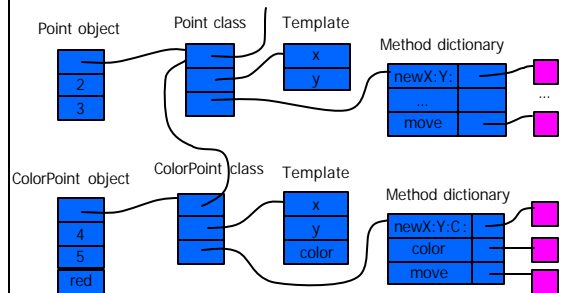 Point object
Point class
Template
Method dictionary
2
3
x
y
newX:Y:
...
move
...
ColorPoint object
ColorPoint class
Template
Method dictionary
4
5
red
x
y
color
newX:Y:C:
color
move